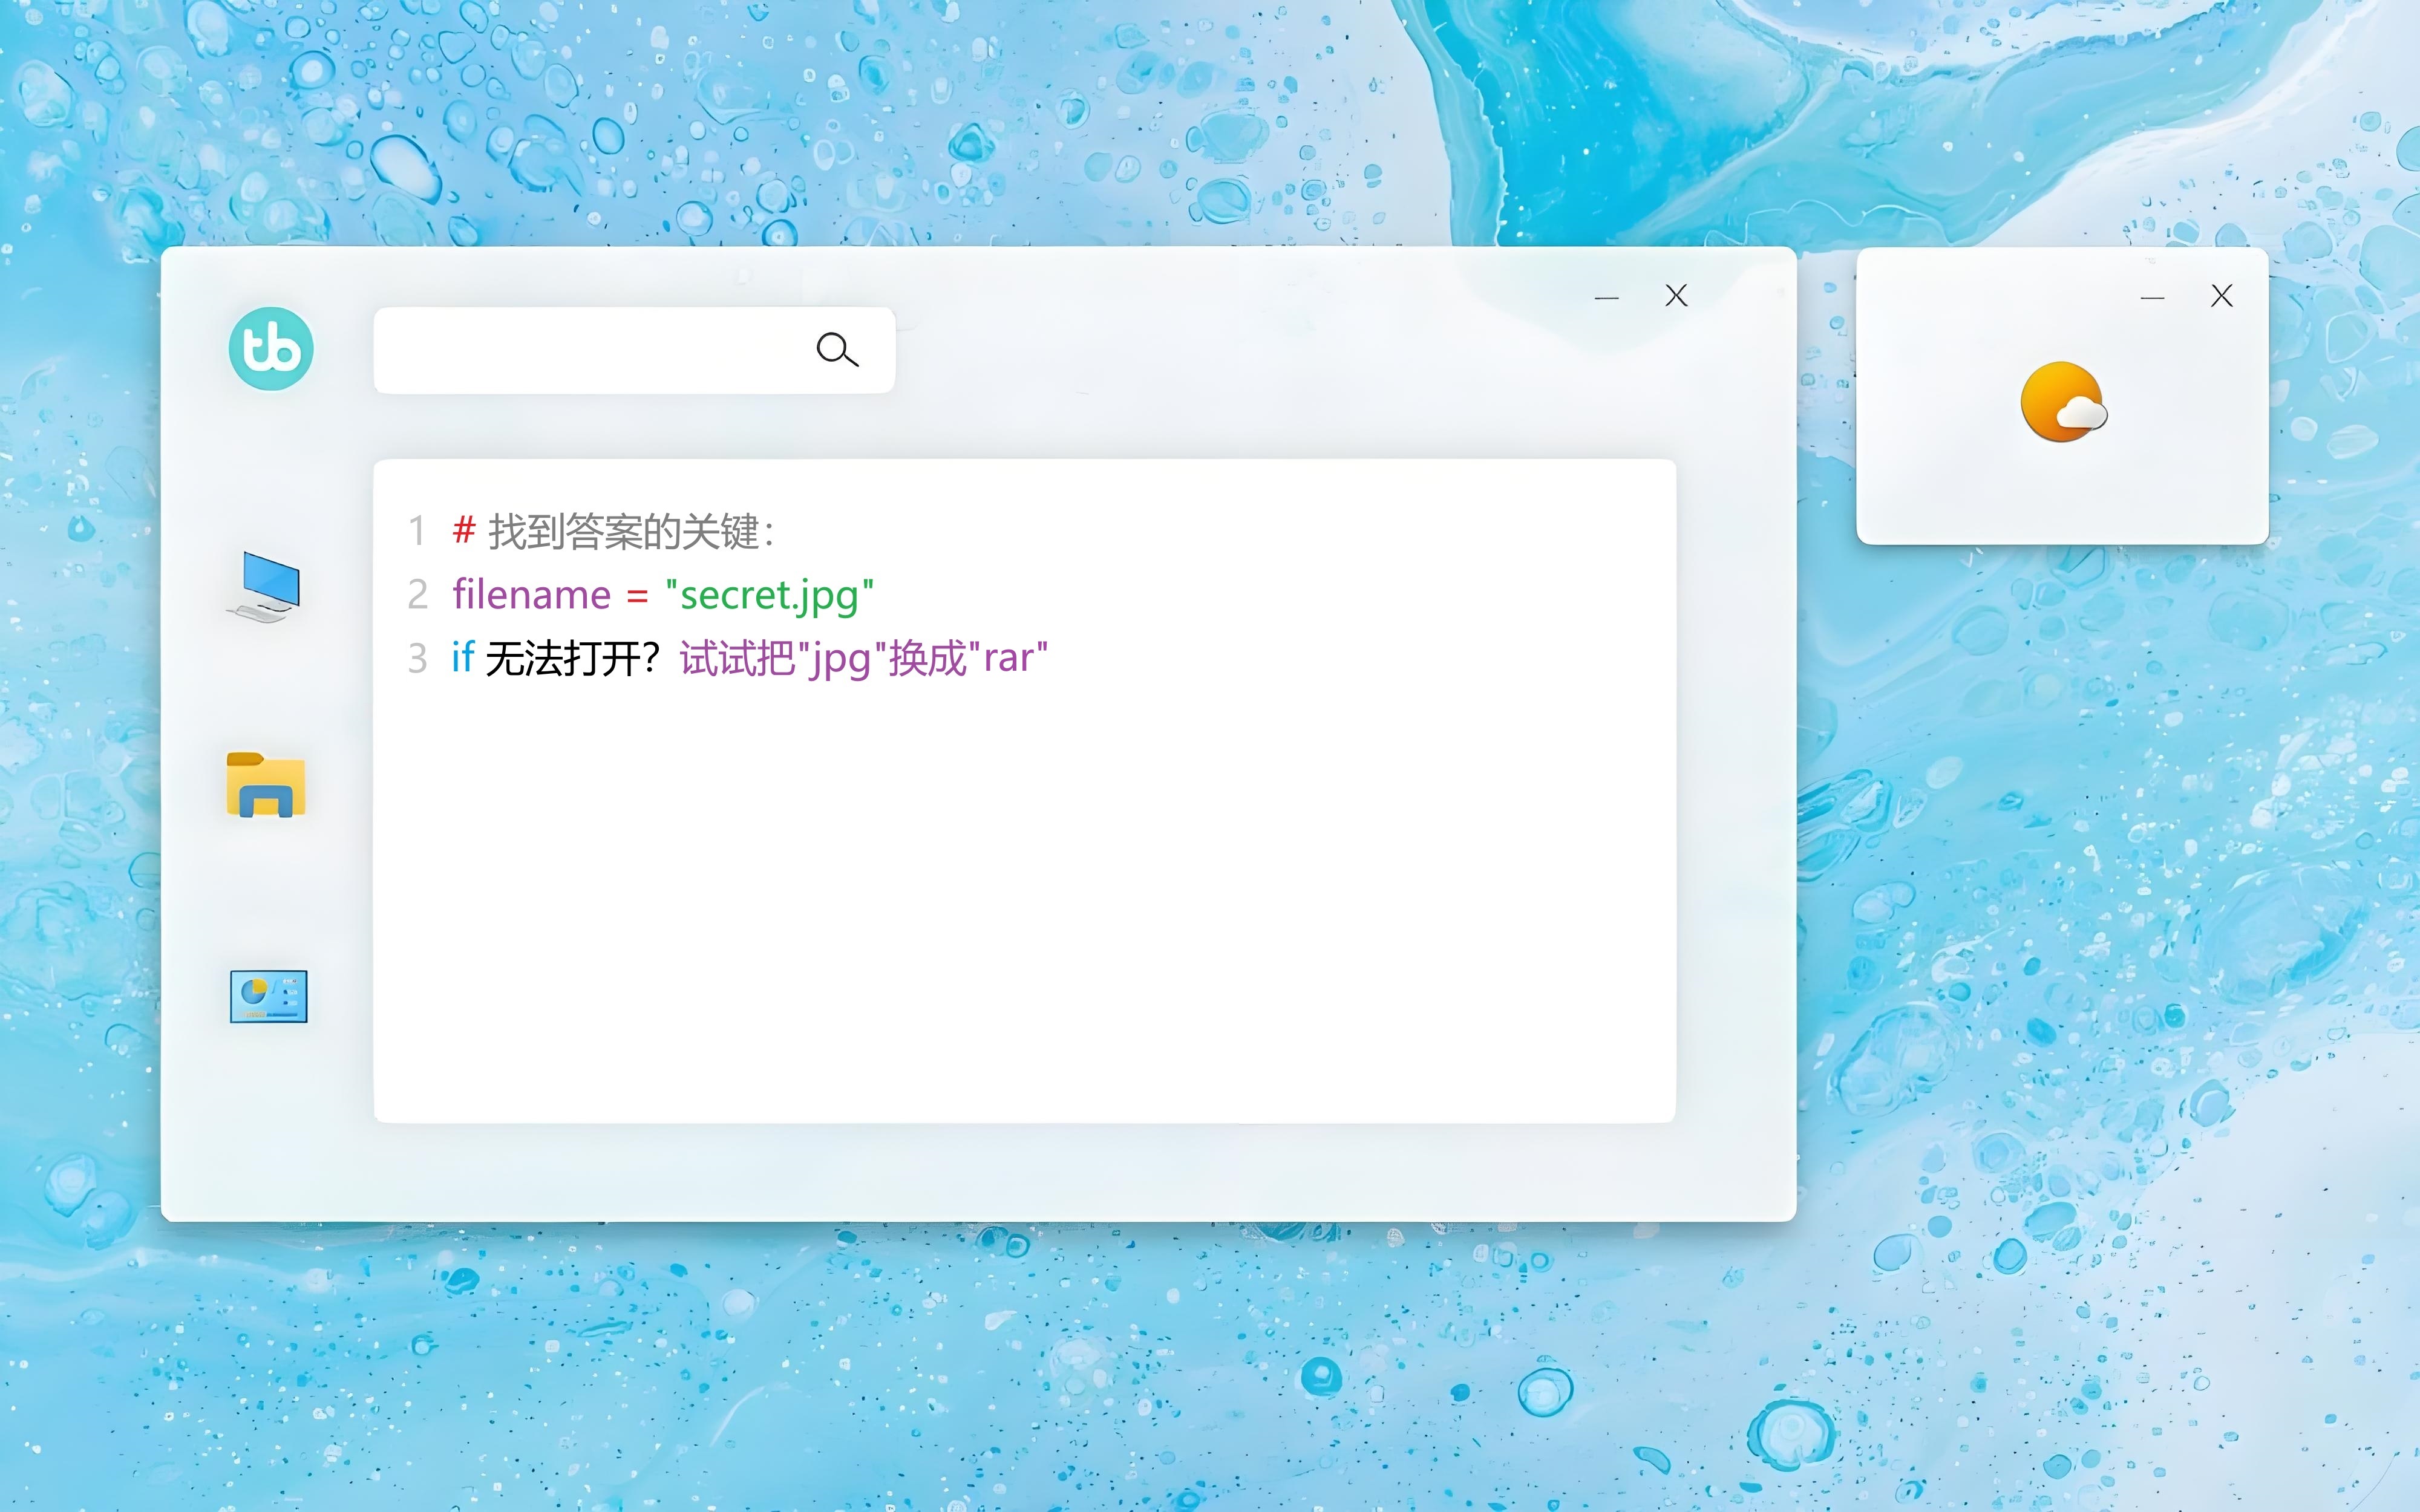 tb
1 # 找到答案的关键：
2 filename = "secret.jpg"
3 if 无法打开？试试把"jpg"换成"rar"